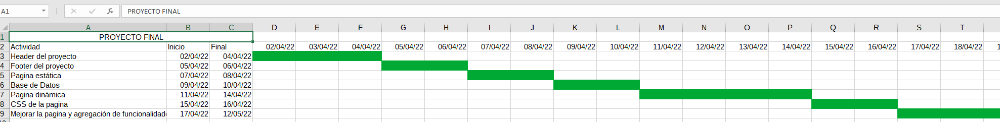 A1 fx PROYECTO FINAL
A B C D E F G H I J K L M N O P Q R S T
1 PROYECTO FINAL
2 Actividad Inicio Final 02/04/22 03/04/22 04/04/22 05/04/22 06/04/22 07/04/22 08/04/22 09/04/22 10/04/22 11/04/22 12/04/22 13/04/22 14/04/22 15/04/22 16/04/22 17/04/22 18/04/22 1
3 Header del proyecto 02/04/22 04/04/22
4 Footer del proyecto 05/04/22 06/04/22
5 Pagina estática 07/04/22 08/04/22
6 Base de Datos 09/04/22 10/04/22
7 Pagina dinámica 11/04/22 14/04/22
8 CSS de la pagina 15/04/22 16/04/22
9 Mejorar la pagina y agregación de funcionalidade 17/04/22 12/05/22